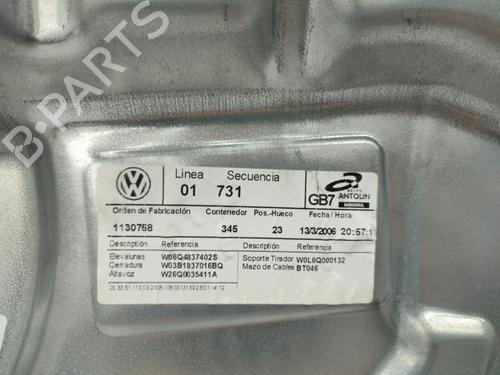 B-PARTS
Linea Secuencia
01 731
GB7 GRUPO ANTOLIN
NAVARRA
Orden de Fabricación Contenedor Pos.-Hueco Fecha/ Hora
1130758 345 23 13/3/2006 20:57:1
Descripción Referencia Descripción Referencia
Elevalunas W06Q4837402S Soporte Tirador W0L6Q000132
Cerradura W03B1837016BQ Mazo de Cables BT046
Altavoz W26Q0035411A